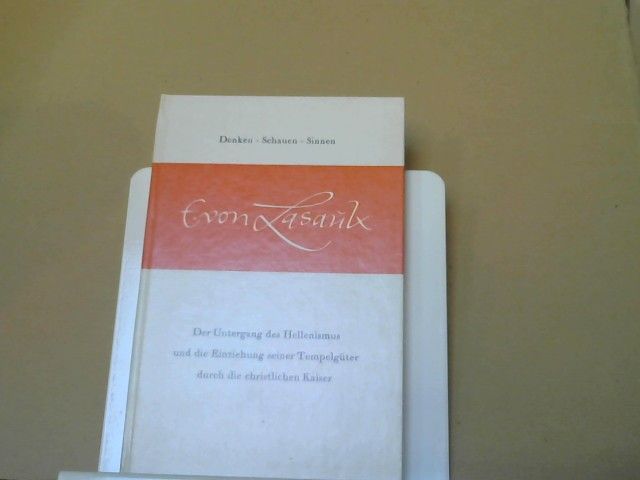 Denken - Schauen - Sinnen
E von Lasaulx
Der Untergang des Hellenismus
und die Einziehung seiner Tempelgüter
durch die christlichen Kaiser